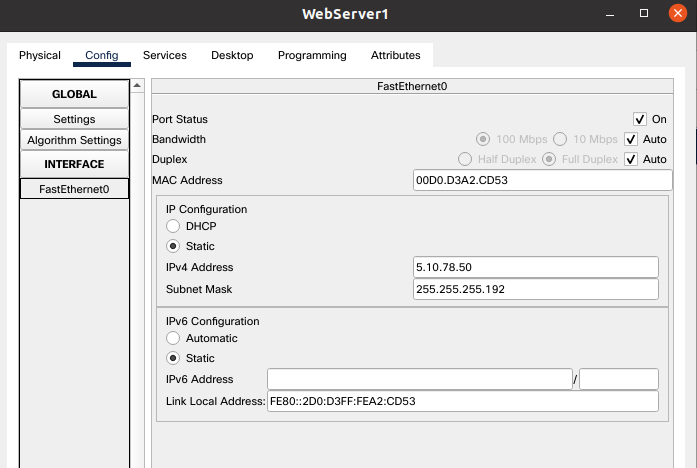 WebServer1
Physical Config Services Desktop Programming Attributes
GLOBAL
Settings
Algorithm Settings
INTERFACE
FastEthernet0
FastEthernet0
Port Status On
Bandwidth 100 Mbps 10 Mbps Auto
Duplex Half Duplex Full Duplex Auto
MAC Address 00D0.D3A2.CD53
IP Configuration
DHCP
Static
IPv4 Address 5.10.78.50
Subnet Mask 255.255.255.192
IPv6 Configuration
Automatic
Static
IPv6 Address /
Link Local Address: FE80::2D0:D3FF:FEA2:CD53